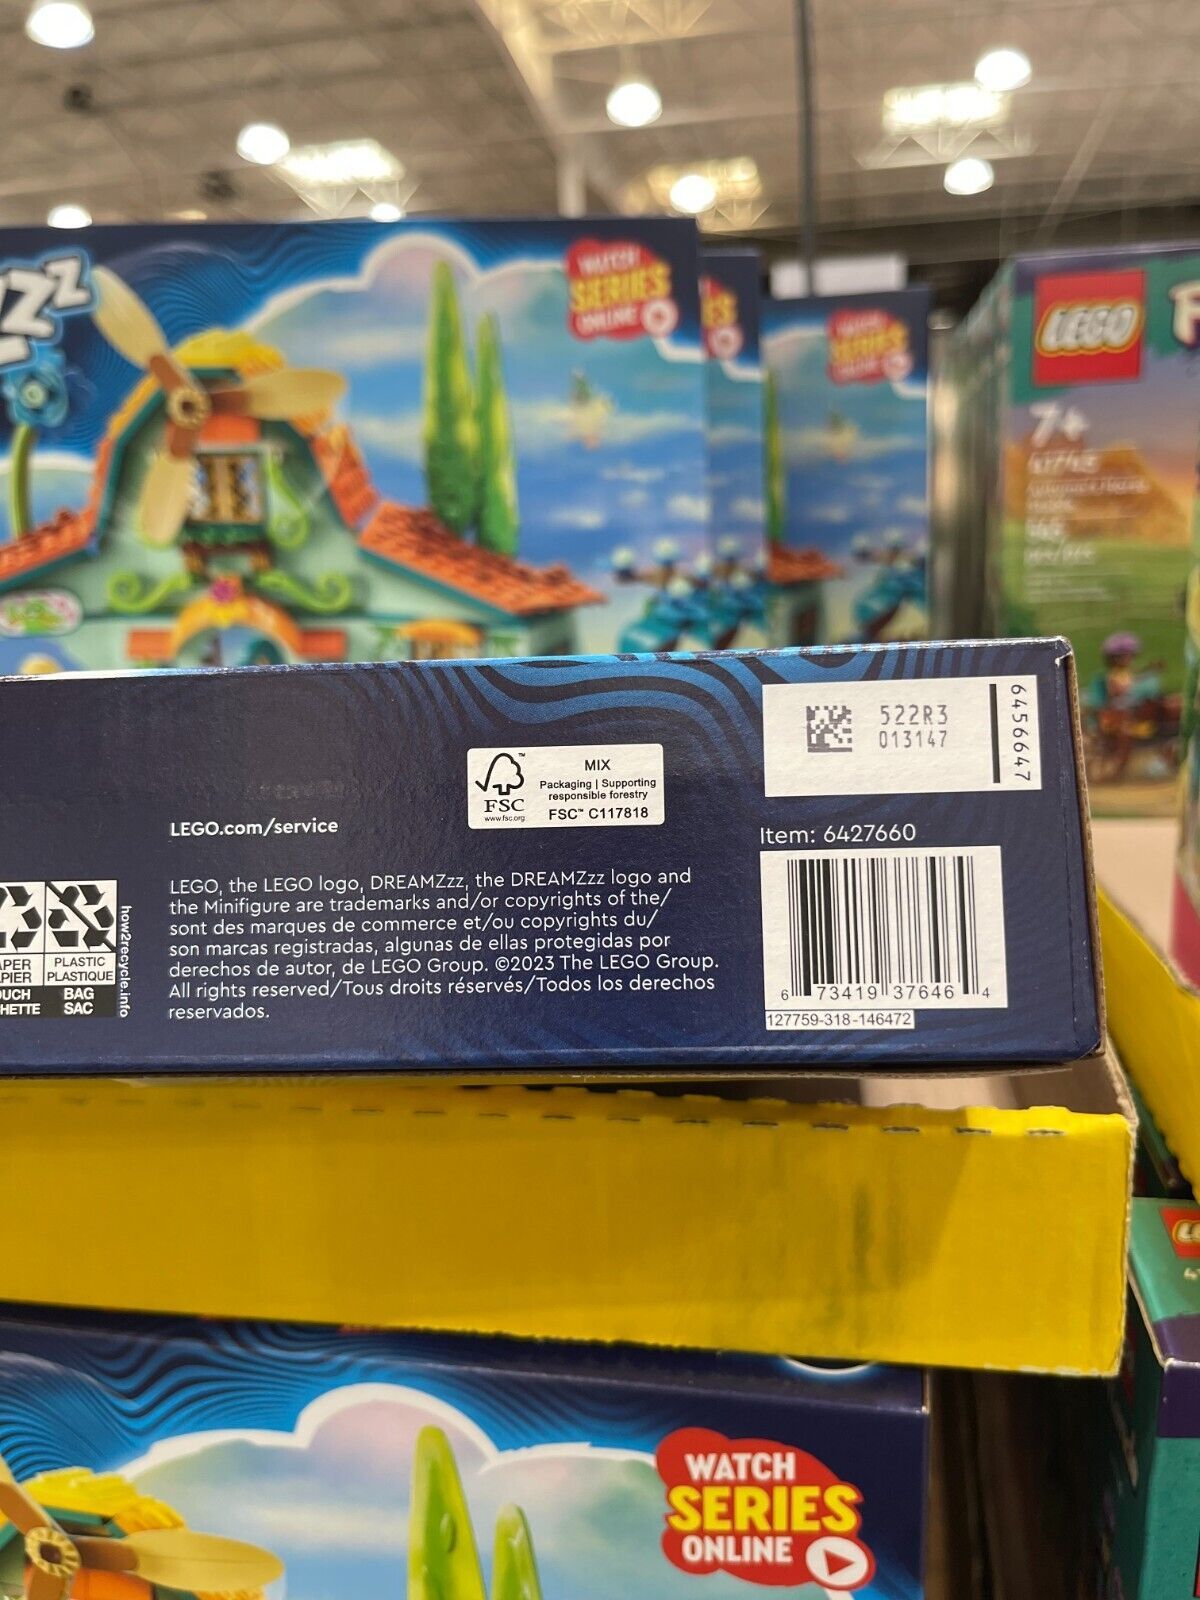 WATCH
SERIES
ONLINE
WATCH
SERIES
ONLINE
LEGO
7+
522R3
013147
6456647
MIX
Packaging | Supporting
responsible forestry
FSC™ C117818
FSC
www.fsc.org
LEGO.com/service
Item: 6427660
LEGO, the LEGO logo, DREAMZzz, the DREAMZzz logo and
the Minifigure are trademarks and/or copyrights of the/
sont des marques de commerce et/ou copyrights du/
son marcas registradas, algunas de ellas protegidas por
derechos de autor, de LEGO Group. ©2023 The LEGO Group.
All rights reserved/Tous droits réservés/Todos los derechos
reservados.
PLASTIC
PLASTIQUE
BAG
SAC
how2recycle.info
6 73419 37646 4
127759-318-146472
WATCH
SERIES
ONLINE